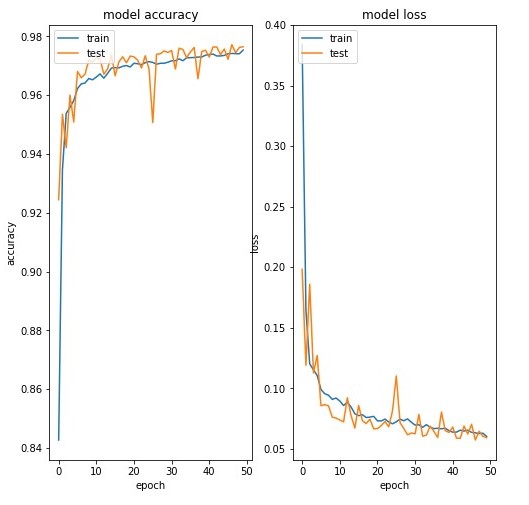 model accuracy
train
test
0.98
0.96
0.94
0.92
0.90
0.88
0.86
0.84
accuracy
0 10 20 30 40 50
epoch
model loss
train
test
0.40
0.35
0.30
0.25
0.20
0.15
0.10
0.05
loss
0 10 20 30 40 50
epoch